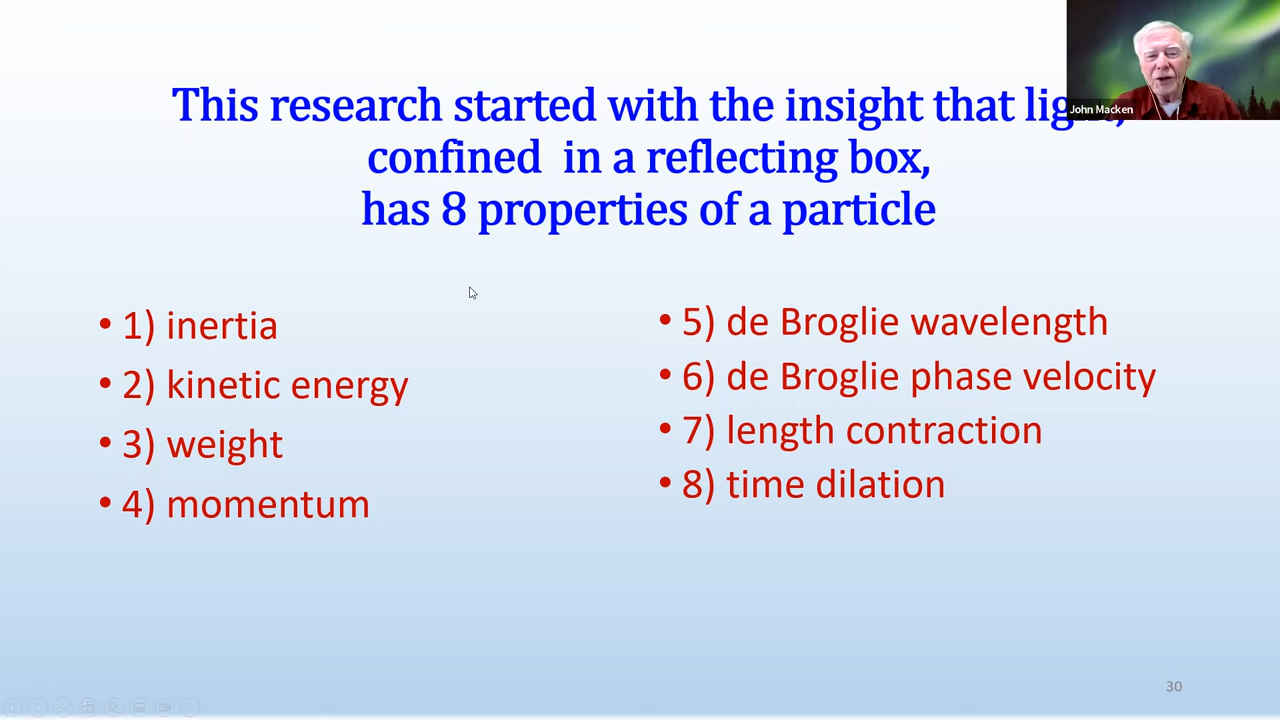 This research started with the insight that
confined in a reflecting box,
has 8 properties of a particle
John Macken
• 1) inertia
• 2) kinetic energy
• 3) weight
• 4) momentum
• 5) de Broglie wavelength
• 6) de Broglie phase velocity
• 7) length contraction
• 8) time dilation
30